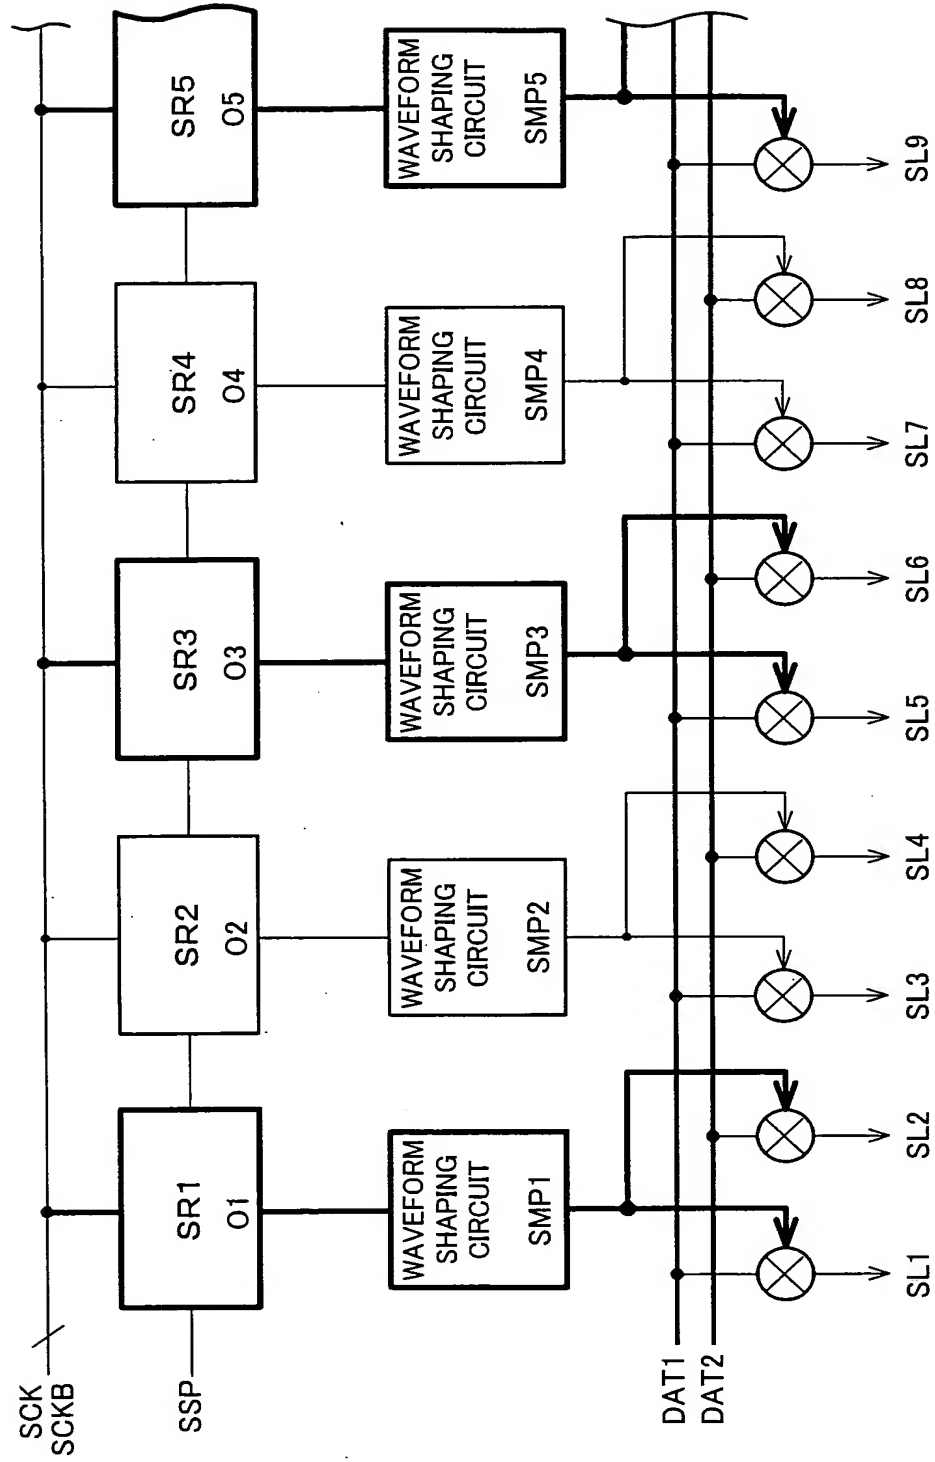 SCK
SCKB
SSP
SR1
O1
SR2
O2
SR3
O3
SR4
O4
SR5
O5
WAVEFORM
SHAPING
CIRCUIT
SMP1
WAVEFORM
SHAPING
CIRCUIT
SMP2
WAVEFORM
SHAPING
CIRCUIT
SMP3
WAVEFORM
SHAPING
CIRCUIT
SMP4
WAVEFORM
SHAPING
CIRCUIT
SMP5
DAT1
DAT2
SL1
SL2
SL3
SL4
SL5
SL6
SL7
SL8
SL9